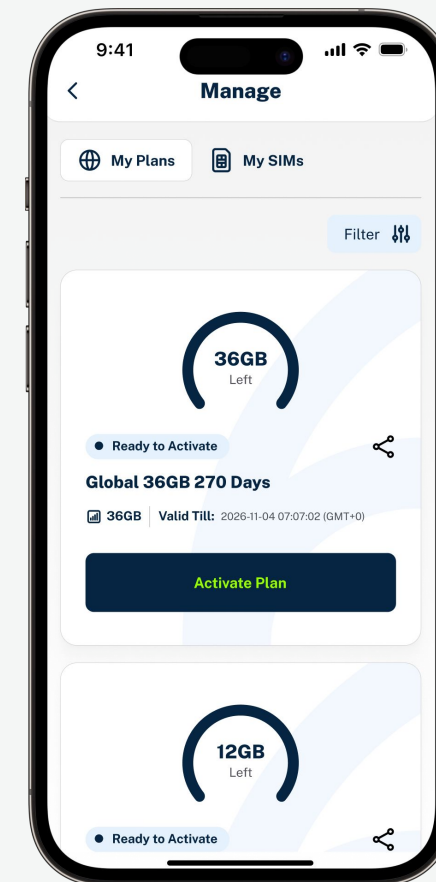 9:41
Manage
My Plans
My SIMs
Filter
36GB
Left
Ready to Activate
Global 36GB 270 Days
36GB Valid Till: 2026-11-04 07:07:02 (GMT+0)
Activate Plan
12GB
Left
Ready to Activate